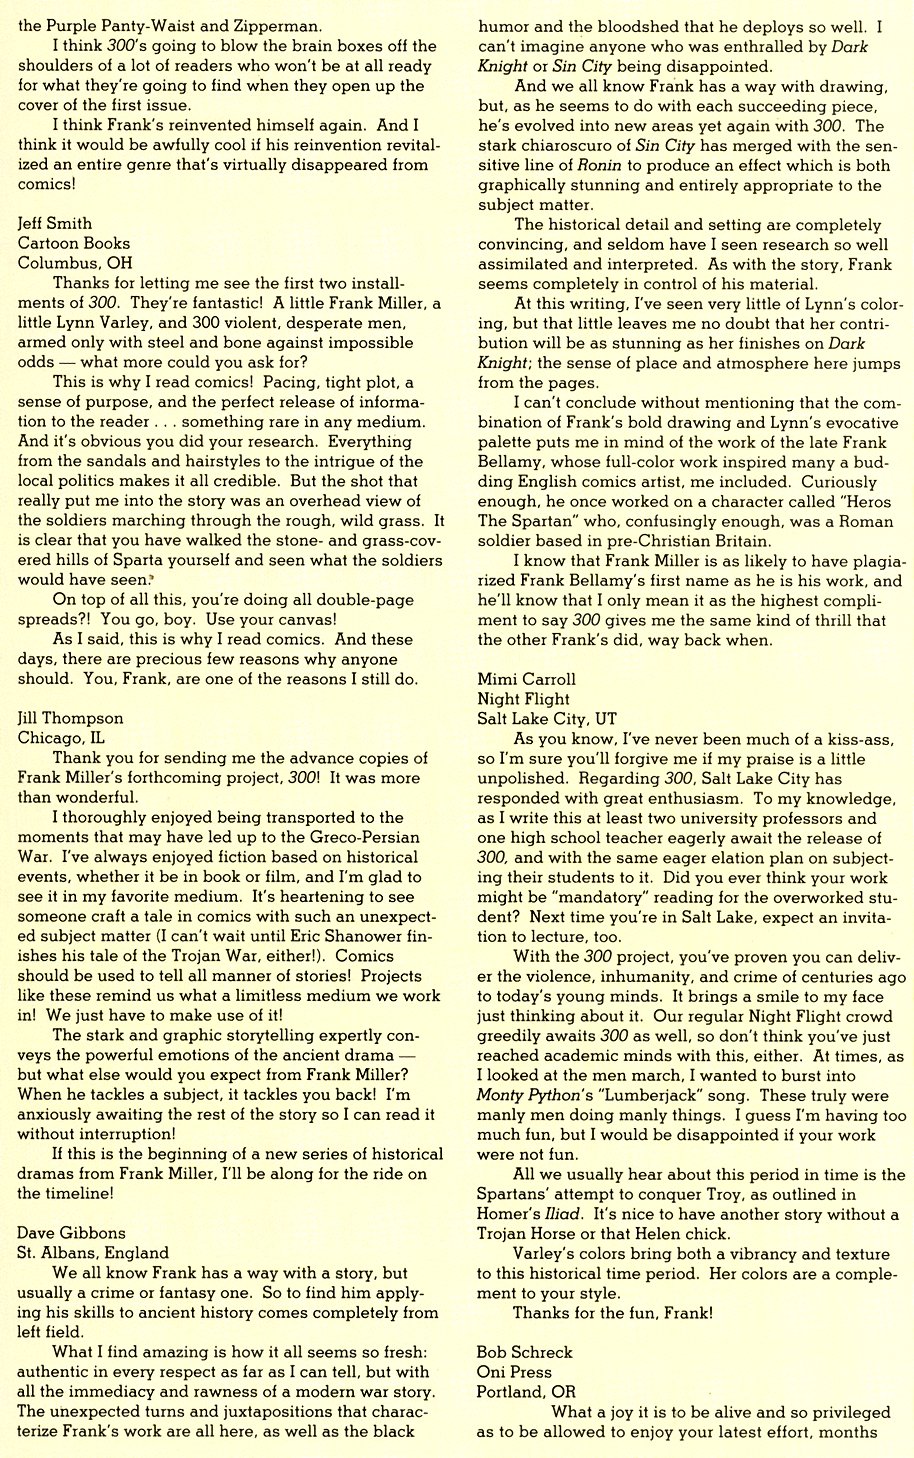 the Purple Panty-Waist and Zipperman.
I think 300's going to blow the brain boxes off the
shoulders of a lot of readers who won't be at all ready
for what they're going to find when they open up the
cover of the first issue.
I think Frank's reinvented himself again. And I
think it would be awfully cool if his reinvention revital-
ized an entire genre that's virtually disappeared from
comics!
Jeff Smith
Cartoon Books
Columbus, OH
Thanks for letting me see the first two install-
ments of 300. They're fantastic! A little Frank Miller, a
little Lynn Varley, and 300 violent, desperate men,
armed only with steel and bone against impossible
odds — what more could you ask for?
This is why I read comics! Pacing, tight plot, a
sense of purpose, and the perfect release of informa-
tion to the reader . . . something rare in any medium.
And it's obvious you did your research. Everything
from the sandals and hairstyles to the intrigue of the
local politics makes it all credible. But the shot that
really put me into the story was an overhead view of
the soldiers marching through the rough, wild grass. It
is clear that you have walked the stone- and grass-cov-
ered hills of Sparta yourself and seen what the soldiers
would have seen.
On top of all this, you're doing all double-page
spreads?! You go, boy. Use your canvas!
As I said, this is why I read comics. And these
days, there are precious few reasons why anyone
should. You, Frank, are one of the reasons I still do.
Jill Thompson
Chicago, IL
Thank you for sending me the advance copies of
Frank Miller's forthcoming project, 300! It was more
than wonderful.
I thoroughly enjoyed being transported to the
moments that may have led up to the Greco-Persian
War. I've always enjoyed fiction based on historical
events, whether it be in book or film, and I'm glad to
see it in my favorite medium. It's heartening to see
someone craft a tale in comics with such an unexpect-
ed subject matter (I can't wait until Eric Shanower fin-
ishes his tale of the Trojan War, either!). Comics
should be used to tell all manner of stories! Projects
like these remind us what a limitless medium we work
in! We just have to make use of it!
The stark and graphic storytelling expertly con-
veys the powerful emotions of the ancient drama —
but what else would you expect from Frank Miller?
When he tackles a subject, it tackles you back! I'm
anxiously awaiting the rest of the story so I can read it
without interruption!
If this is the beginning of a new series of historical
dramas from Frank Miller, I'll be along for the ride on
the timeline!
Dave Gibbons
St. Albans, England
We all know Frank has a way with a story, but
usually a crime or fantasy one. So to find him apply-
ing his skills to ancient history comes completely from
left field.
What I find amazing is how it all seems so fresh:
authentic in every respect as far as I can tell, but with
all the immediacy and rawness of a modern war story.
The unexpected turns and juxtapositions that charac-
terize Frank's work are all here, as well as the black
humor and the bloodshed that he deploys so well. I
can't imagine anyone who was enthralled by Dark
Knight or Sin City being disappointed.
And we all know Frank has a way with drawing,
but, as he seems to do with each succeeding piece,
he's evolved into new areas yet again with 300. The
stark chiaroscuro of Sin City has merged with the sen-
sitive line of Ronin to produce an effect which is both
graphically stunning and entirely appropriate to the
subject matter.
The historical detail and setting are completely
convincing, and seldom have I seen research so well
assimilated and interpreted. As with the story, Frank
seems completely in control of his material.
At this writing, I've seen very little of Lynn's color-
ing, but that little leaves me no doubt that her contri-
bution will be as stunning as her finishes on Dark
Knight; the sense of place and atmosphere here jumps
from the pages.
I can't conclude without mentioning that the com-
bination of Frank's bold drawing and Lynn's evocative
palette puts me in mind of the work of the late Frank
Bellamy, whose full-color work inspired many a bud-
ding English comics artist, me included. Curiously
enough, he once worked on a character called "Heros
The Spartan" who, confusingly enough, was a Roman
soldier based in pre-Christian Britain.
I know that Frank Miller is as likely to have plagia-
rized Frank Bellamy's first name as he is his work, and
he'll know that I only mean it as the highest compli-
ment to say 300 gives me the same kind of thrill that
the other Frank's did, way back when.
Mimi Carroll
Night Flight
Salt Lake City, UT
As you know, I've never been much of a kiss-ass,
so I'm sure you'll forgive me if my praise is a little
unpolished. Regarding 300, Salt Lake City has
responded with great enthusiasm. To my knowledge,
as I write this at least two university professors and
one high school teacher eagerly await the release of
300, and with the same eager elation plan on subject-
ing their students to it. Did you ever think your work
might be "mandatory" reading for the overworked stu-
dent? Next time you're in Salt Lake, expect an invita-
tion to lecture, too.
With the 300 project, you've proven you can deliv-
er the violence, inhumanity, and crime of centuries ago
to today's young minds. It brings a smile to my face
just thinking about it. Our regular Night Flight crowd
greedily awaits 300 as well, so don't think you've just
reached academic minds with this, either. At times, as
I looked at the men march, I wanted to burst into
Monty Python's "Lumberjack" song. These truly were
manly men doing manly things. I guess I'm having too
much fun, but I would be disappointed if your work
were not fun.
All we usually hear about this period in time is the
Spartans' attempt to conquer Troy, as outlined in
Homer's Iliad. It's nice to have another story without a
Trojan Horse or that Helen chick.
Varley's colors bring both a vibrancy and texture
to this historical time period. Her colors are a comple-
ment to your style.
Thanks for the fun, Frank!
Bob Schreck
Oni Press
Portland, OR
What a joy it is to be alive and so privileged
as to be allowed to enjoy your latest effort, months